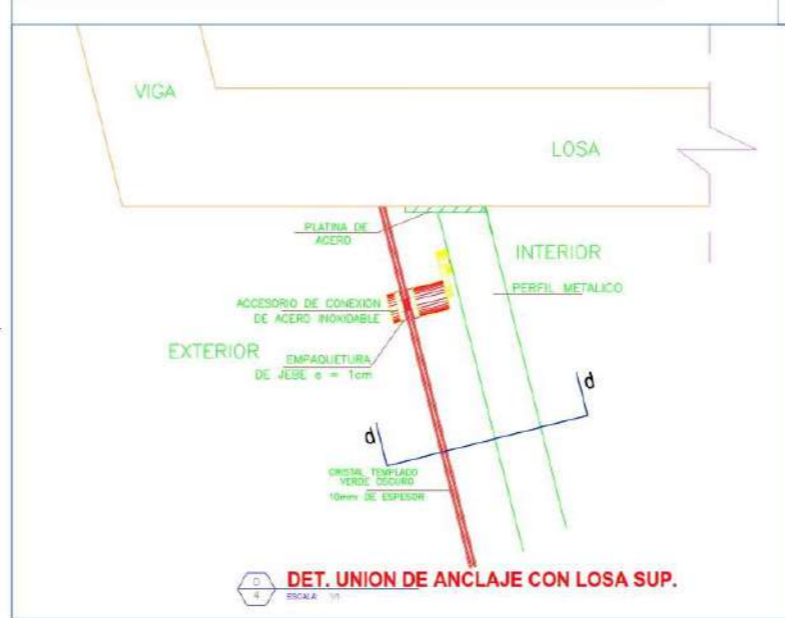 VIGA
LOSA
PLATINA DE
ACERO
INTERIOR
PERFIL METALICO
ACCESORIO DE CONEXION
DE ACERO INOXIDABLE
EXTERIOR
EMPAQUETURA
DE JEBE e = 1cm
d
d
CRISTAL TEMPLADO
VERDE OSCURO
10mm DE ESPESOR
D
4
DET. UNION DE ANCLAJE CON LOSA SUP.
ESCALA